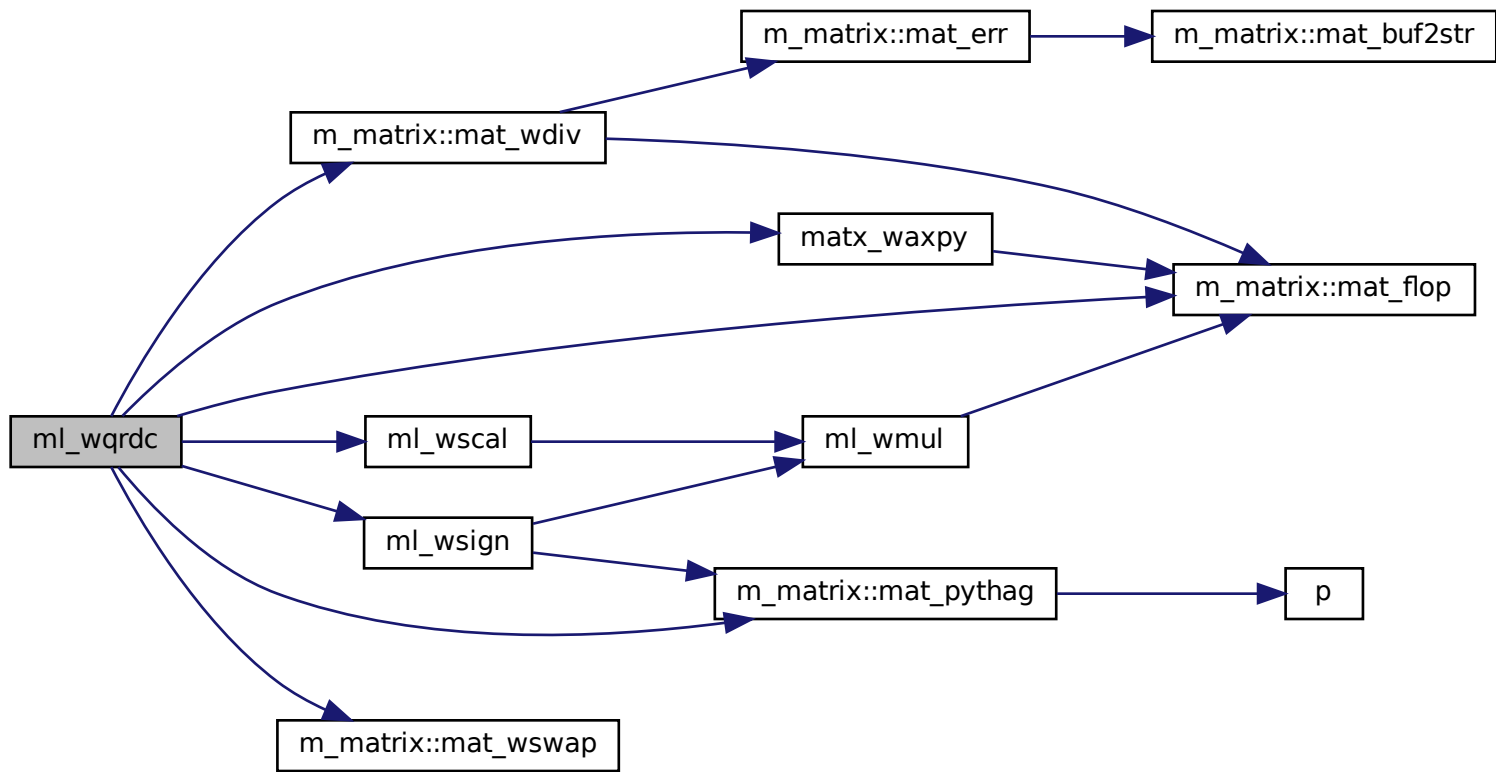 m_matrix::mat_err
m_matrix::mat_buf2str
m_matrix::mat_wdiv
matx_waxpy
m_matrix::mat_flop
ml_wqrdc
ml_wscal
ml_wmul
ml_wsign
m_matrix::mat_pythag
p
m_matrix::mat_wswap